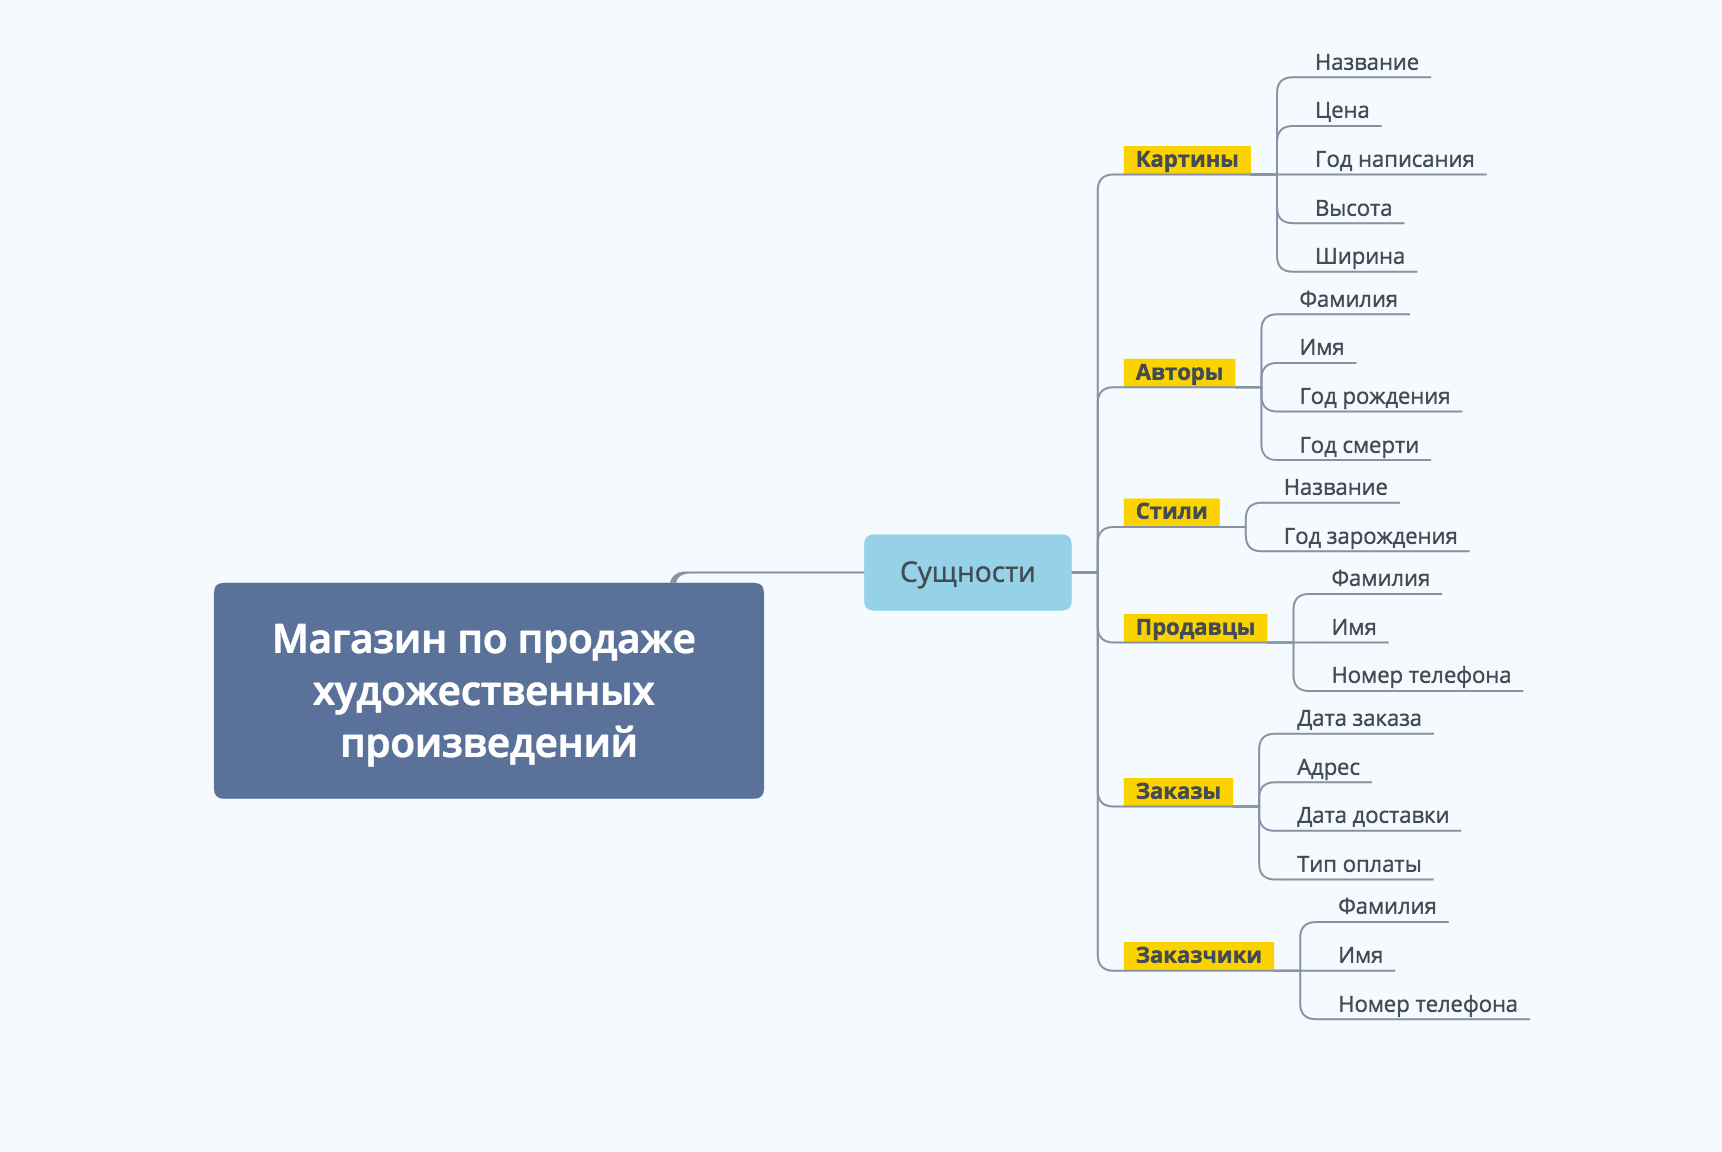 Магазин по продаже
художественных
произведений
Сущности
Картины
Название
Цена
Год написания
Высота
Ширина
Авторы
Фамилия
Имя
Год рождения
Год смерти
Стили
Название
Год зарождения
Продавцы
Фамилия
Имя
Номер телефона
Заказы
Дата заказа
Адрес
Дата доставки
Тип оплаты
Заказчики
Фамилия
Имя
Номер телефона